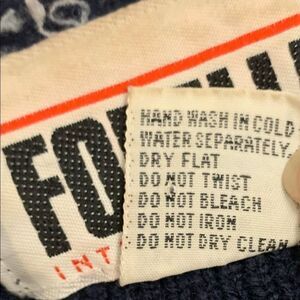 HAND WASH IN COLD
WATER SEPARATELY.
DRY FLAT
DO NOT TWIST
DO NOT BLEACH
DO NOT IRON
DO NOT DRY CLEAN